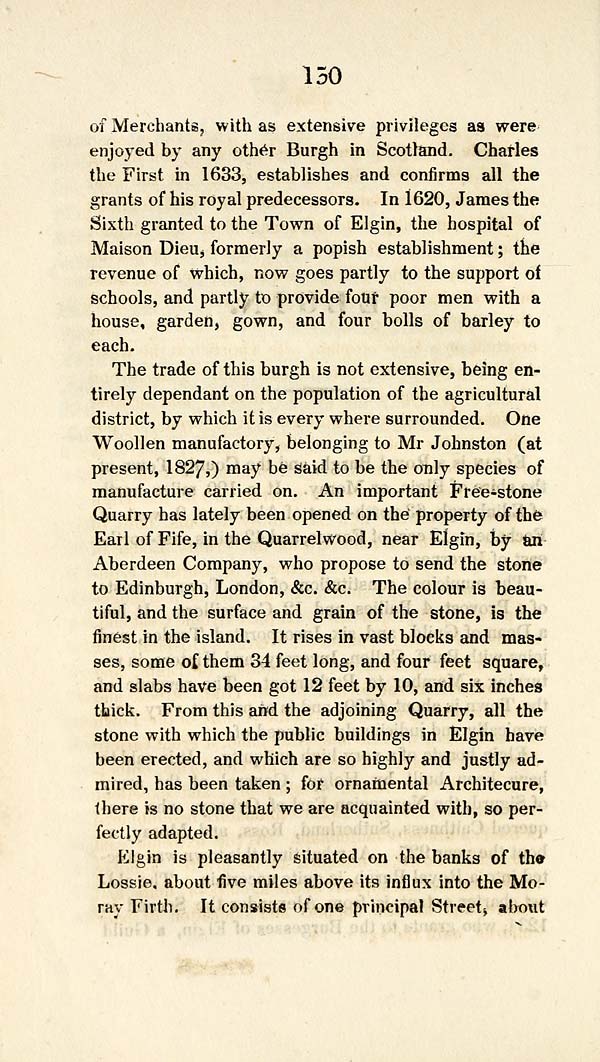 130
of Merchants, with as extensive privileges as were
enjoyed by any other Burgh in Scotland. Charles
the First in 1633, establishes and confirms all the
grants of his royal predecessors. In 1620, James the
Sixth granted to the Town of Elgin, the hospital of
Maison Dieu, formerly a popish establishment; the
revenue of which, now goes partly to the support of
schools, and partly to provide four poor men with a
house, garden, gown, and four bolls of barley to
each.
The trade of this burgh is not extensive, being en-
tirely dependant on the population of the agricultural
district, by which it is every where surrounded. One
Woollen manufactory, belonging to Mr Johnston (at
present, 1827,) may be said to be the only species of
manufacture carried on. An important Free-stone
Quarry has lately been opened on the property of the
Earl of Fife, in the Quarrelwood, near Elgin, by an
Aberdeen Company, who propose to send the stone
to Edinburgh, London, &c. &c. The colour is beau-
tiful, and the surface and grain of the stone, is the
finest in the island. It rises in vast blocks and mas-
ses, some of them 34 feet long, and four feet square,
and slabs have been got 12 feet by 10, and six inches
thick. From this and the adjoining Quarry, all the
stone with which the public buildings in Elgin have
been erected, and which are so highly and justly ad-
mired, has been taken; for ornamental Architecure,
there is no stone that we are acquainted with, so per-
fectly adapted.
Elgin is pleasantly situated on the banks of the
Lossie, about five miles above its influx into the Mo-
ray Firth. It consists of one principal Street, about